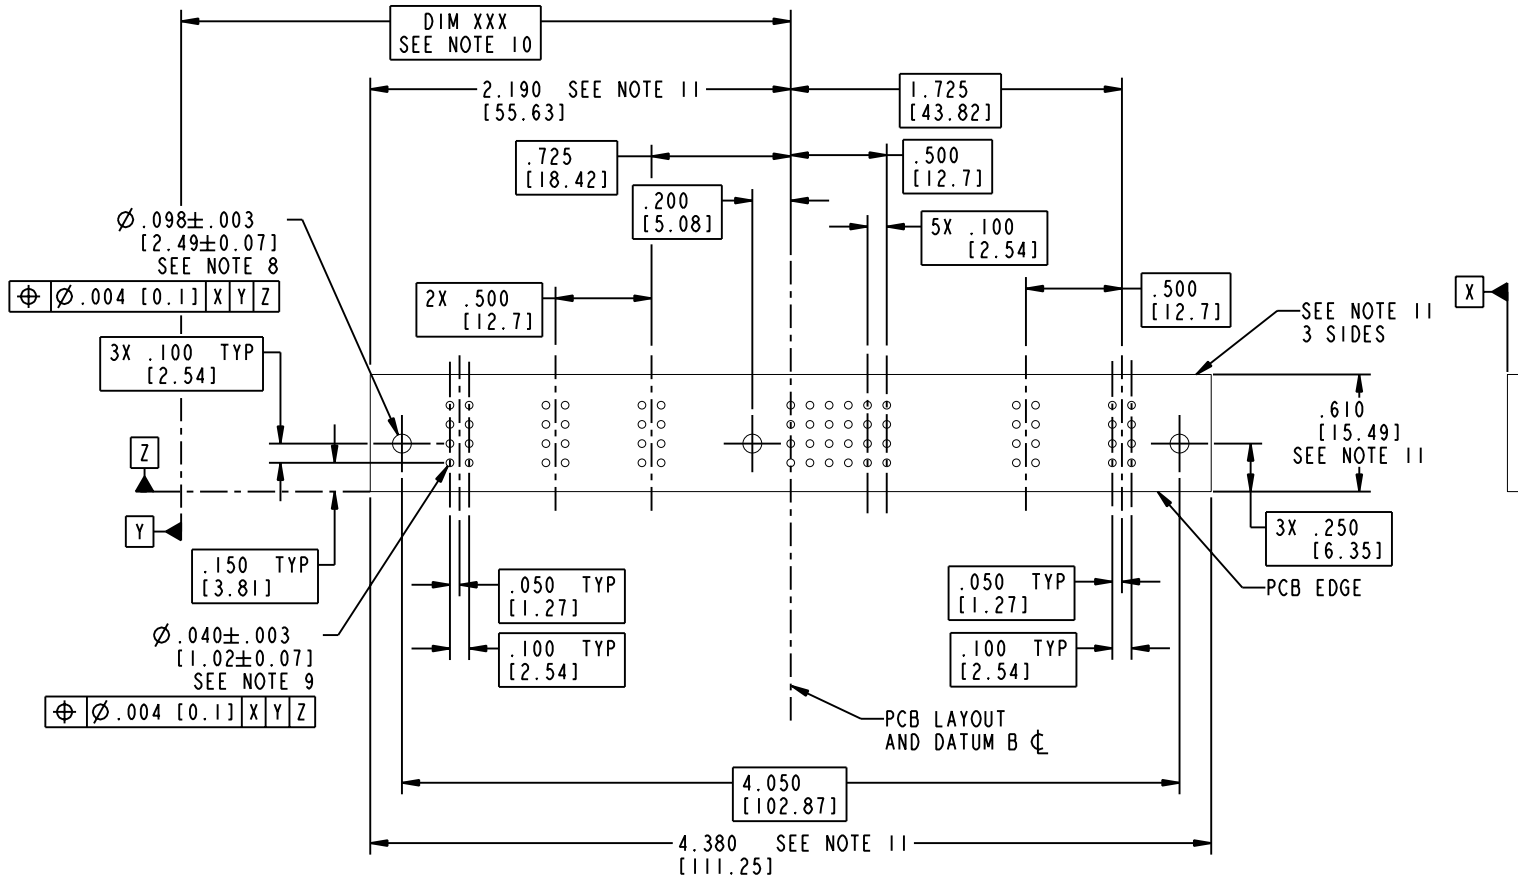 DIM XXX
SEE NOTE 10
2.190 SEE NOTE 11
[55.63]
1.725
[43.82]
.725
[18.42]
.500
[12.7]
.200
[5.08]
5X .100
[2.54]
Ø.098±.003
[2.49±0.07]
SEE NOTE 8
⌖ Ø.004 [0.1] X Y Z
2X .500
[12.7]
.500
[12.7]
X
SEE NOTE 11
3 SIDES
3X .100 TYP
[2.54]
.610
[15.49]
SEE NOTE 11
Z
Y
3X .250
[6.35]
.150 TYP
[3.81]
.050 TYP
[1.27]
.050 TYP
[1.27]
PCB EDGE
Ø.040±.003
[1.02±0.07]
SEE NOTE 9
⌖ Ø.004 [0.1] X Y Z
.100 TYP
[2.54]
.100 TYP
[2.54]
PCB LAYOUT
AND DATUM B ℄
4.050
[102.87]
4.380 SEE NOTE 11
[111.25]